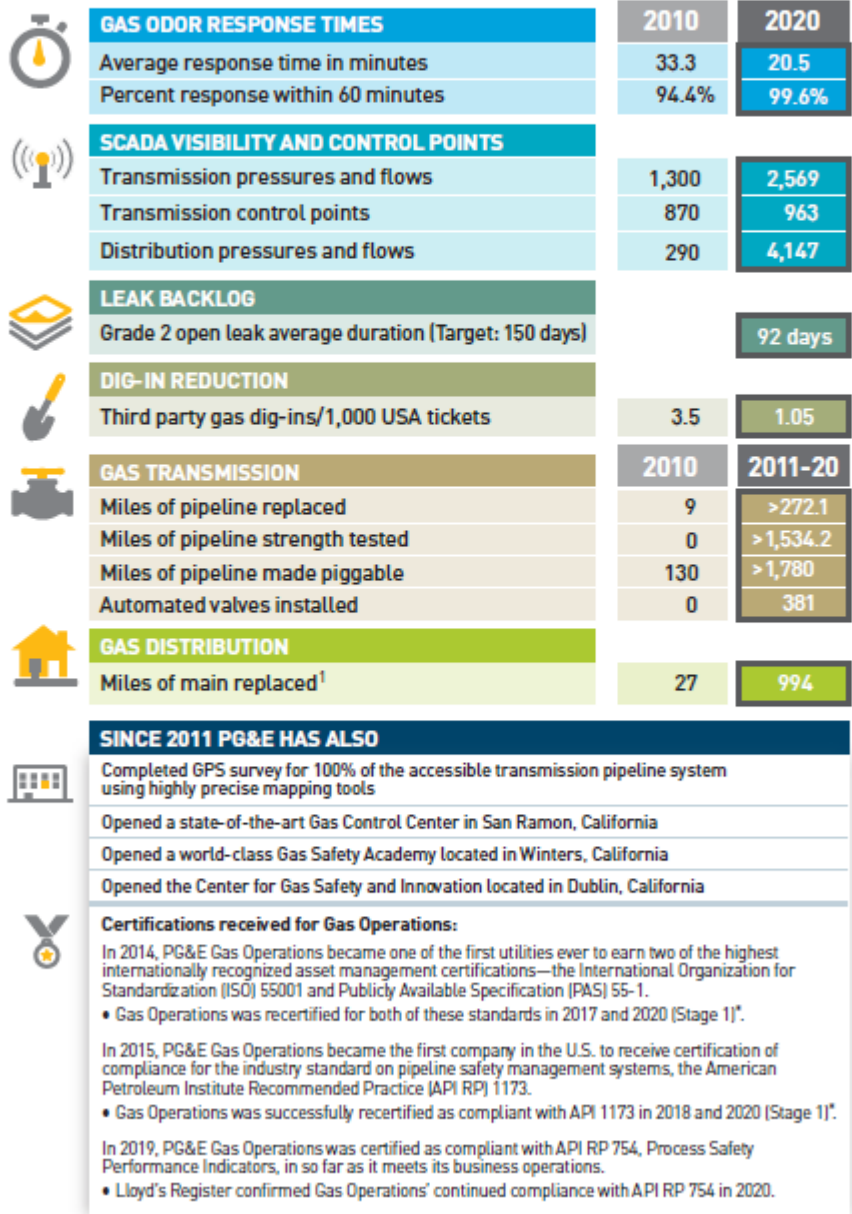 GAS ODOR RESPONSE TIMES 2010 2020
Average response time in minutes 33.3 20.5
Percent response within 60 minutes 94.4% 99.6%
SCADA VISIBILITY AND CONTROL POINTS
Transmission pressures and flows 1,300 2,569
Transmission control points 870 963
Distribution pressures and flows 290 4,147
LEAK BACKLOG
Grade 2 open leak average duration (Target: 150 days) 92 days
DIG-IN REDUCTION
Third party gas dig-ins/1,000 USA tickets 3.5 1.05
GAS TRANSMISSION 2010 2011-20
Miles of pipeline replaced 9 >272.1
Miles of pipeline strength tested 0 >1,534.2
Miles of pipeline made piggable 130 >1,780
Automated valves installed 0 381
GAS DISTRIBUTION
Miles of main replaced¹ 27 994
SINCE 2011 PG&E HAS ALSO
Completed GPS survey for 100% of the accessible transmission pipeline system
using highly precise mapping tools
Opened a state-of-the-art Gas Control Center in San Ramon, California
Opened a world-class Gas Safety Academy located in Winters, California
Opened the Center for Gas Safety and Innovation located in Dublin, California
Certifications received for Gas Operations:
In 2014, PG&E Gas Operations became one of the first utilities ever to earn two of the highest
internationally recognized asset management certifications—the International Organization for
Standardization (ISO) 55001 and Publicly Available Specification (PAS) 55-1.
• Gas Operations was recertified for both of these standards in 2017 and 2020 (Stage 1)*.
In 2015, PG&E Gas Operations became the first company in the U.S. to receive certification of
compliance for the industry standard on pipeline safety management systems, the American
Petroleum Institute Recommended Practice (API RP) 1173.
• Gas Operations was successfully recertified as compliant with API 1173 in 2018 and 2020 (Stage 1)*.
In 2019, PG&E Gas Operations was certified as compliant with API RP 754, Process Safety
Performance Indicators, in so far as it meets its business operations.
• Lloyd's Register confirmed Gas Operations' continued compliance with API RP 754 in 2020.